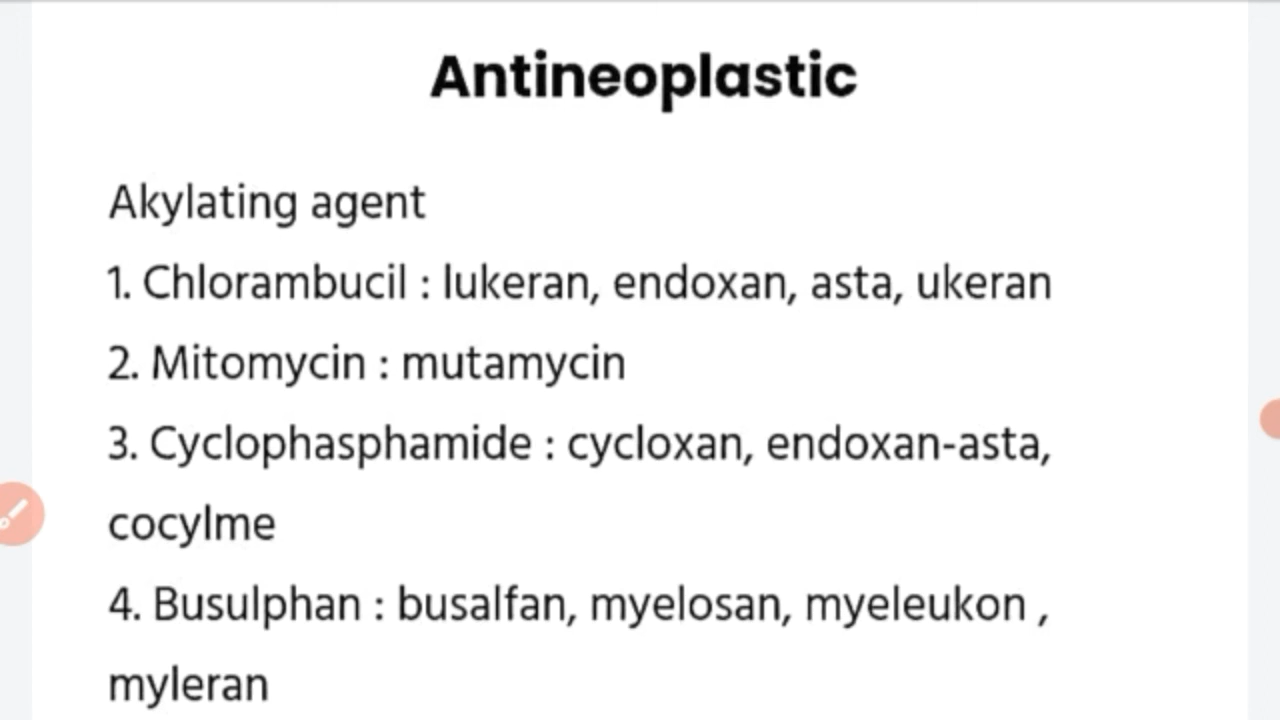 Antineoplastic
Akylating agent
1. Chlorambucil : lukeran, endoxan, asta, ukeran
2. Mitomycin : mutamycin
3. Cyclophasphamide : cycloxan, endoxan-asta,
cocylme
4. Busulphan : busalfan, myelosan, myeleukon ,
myleran